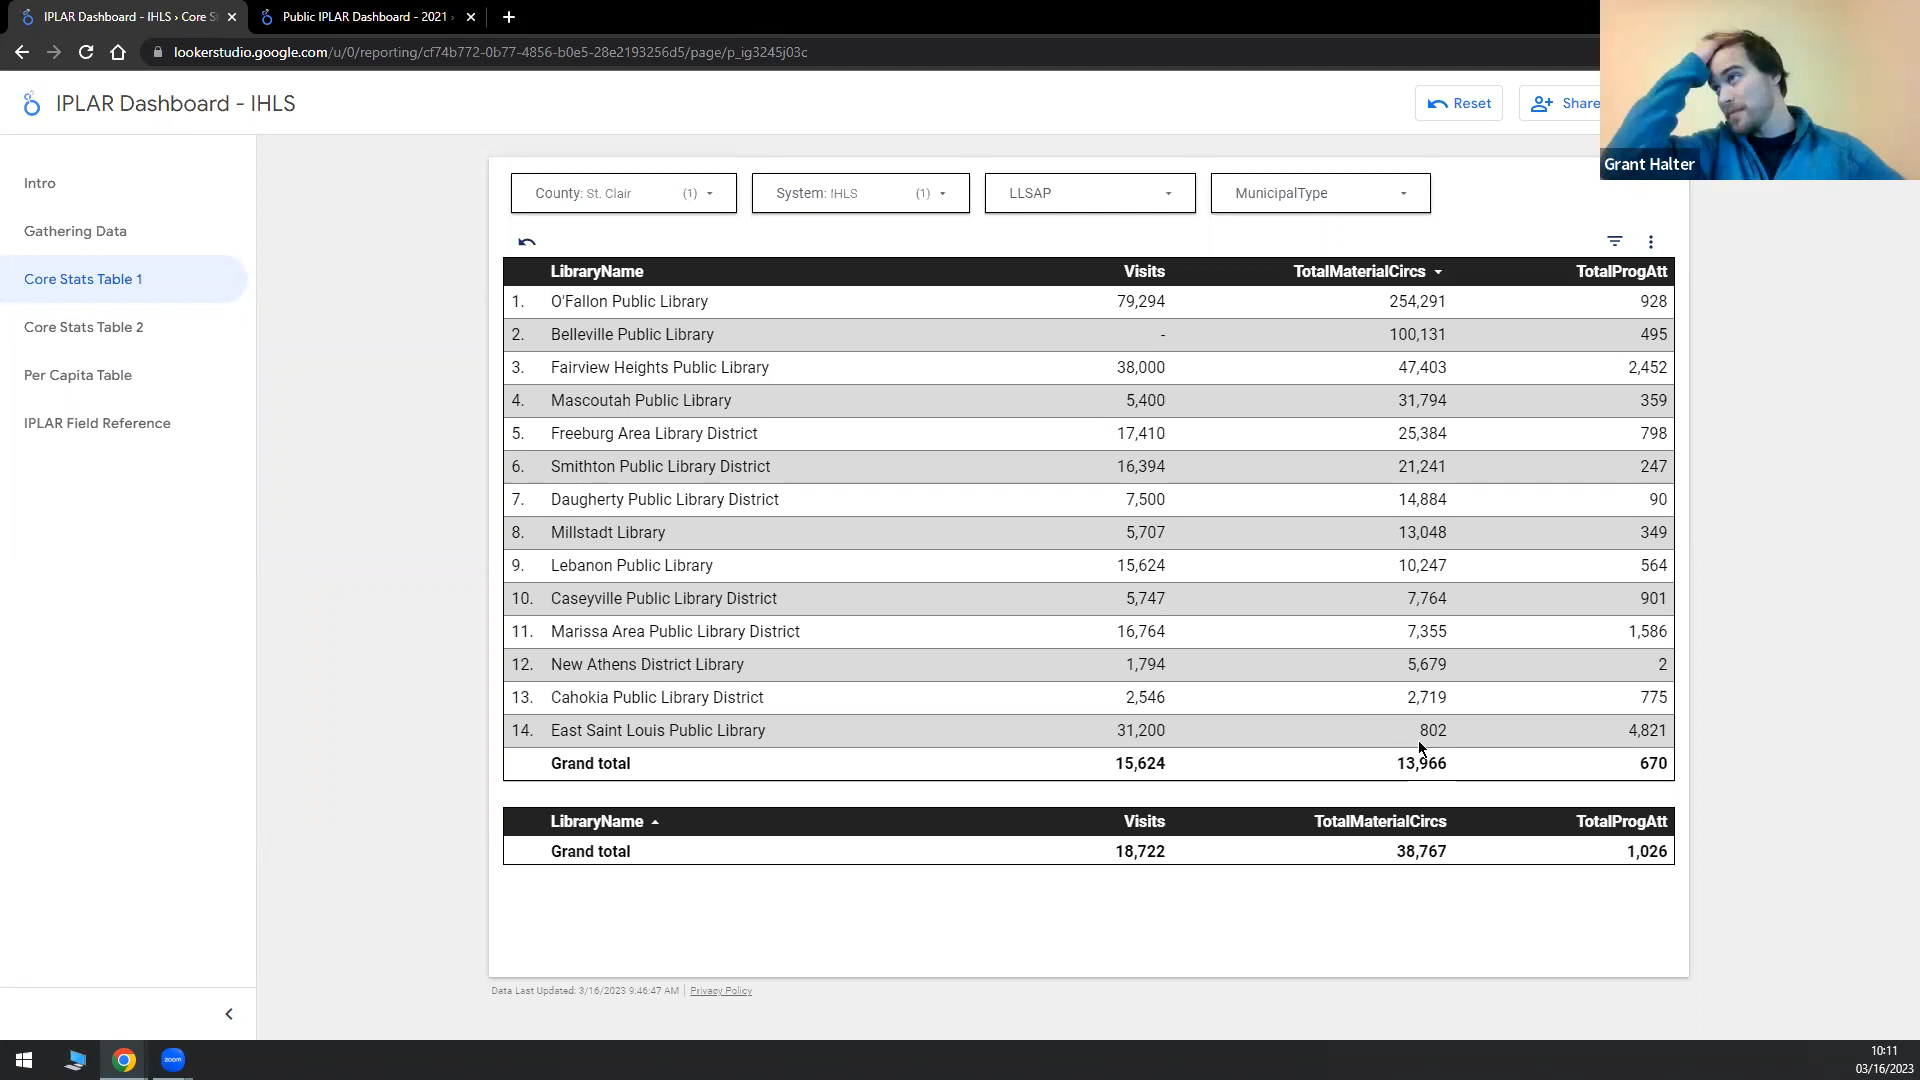 IPLAR Dashboard - IHLS › Core S
Public IPLAR Dashboard - 2021 ›
lookerstudio.google.com/u/0/reporting/cf74b772-0b77-4856-b0e5-28e2193256d5/page/p_ig3245j03c
IPLAR Dashboard - IHLS
Reset
Share
Grant Halter
Intro
Gathering Data
Core Stats Table 1
Core Stats Table 2
Per Capita Table
IPLAR Field Reference
County: St. Clair (1)
System: IHLS (1)
LLSAP
MunicipalType
LibraryName Visits TotalMaterialCircs TotalProgAtt
1. O'Fallon Public Library 79,294 254,291 928
2. Belleville Public Library - 100,131 495
3. Fairview Heights Public Library 38,000 47,403 2,452
4. Mascoutah Public Library 5,400 31,794 359
5. Freeburg Area Library District 17,410 25,384 798
6. Smithton Public Library District 16,394 21,241 247
7. Daugherty Public Library District 7,500 14,884 90
8. Millstadt Library 5,707 13,048 349
9. Lebanon Public Library 15,624 10,247 564
10. Caseyville Public Library District 5,747 7,764 901
11. Marissa Area Public Library District 16,764 7,355 1,586
12. New Athens District Library 1,794 5,679 2
13. Cahokia Public Library District 2,546 2,719 775
14. East Saint Louis Public Library 31,200 802 4,821
Grand total 15,624 13,966 670
LibraryName Visits TotalMaterialCircs TotalProgAtt
Grand total 18,722 38,767 1,026
Data Last Updated: 3/16/2023 9:46:47 AM | Privacy Policy
zoom
10:11
03/16/2023